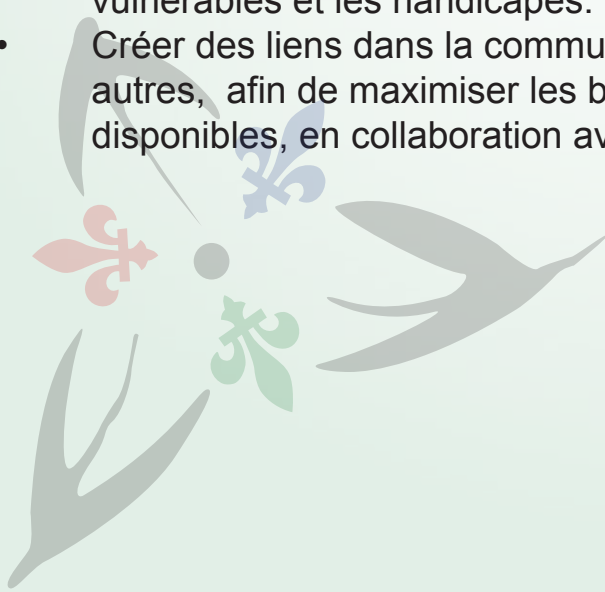 vulnérables et les handicapés.
• Créer des liens dans la commu
autres, afin de maximiser les b
disponibles, en collaboration av